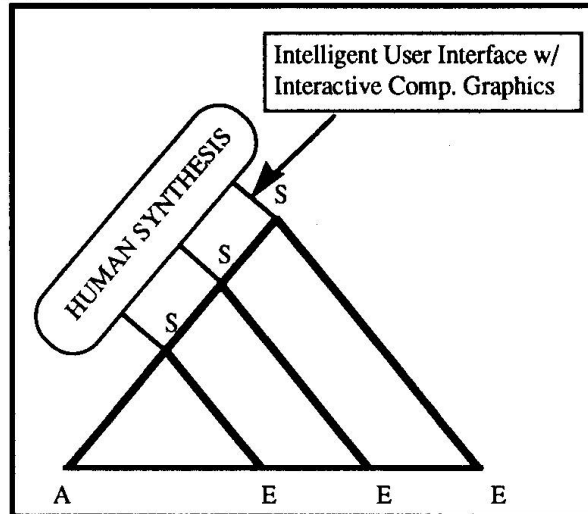 Intelligent User Interface w/
Interactive Comp. Graphics
HUMAN SYNTHESIS
S
S
S
A E E E